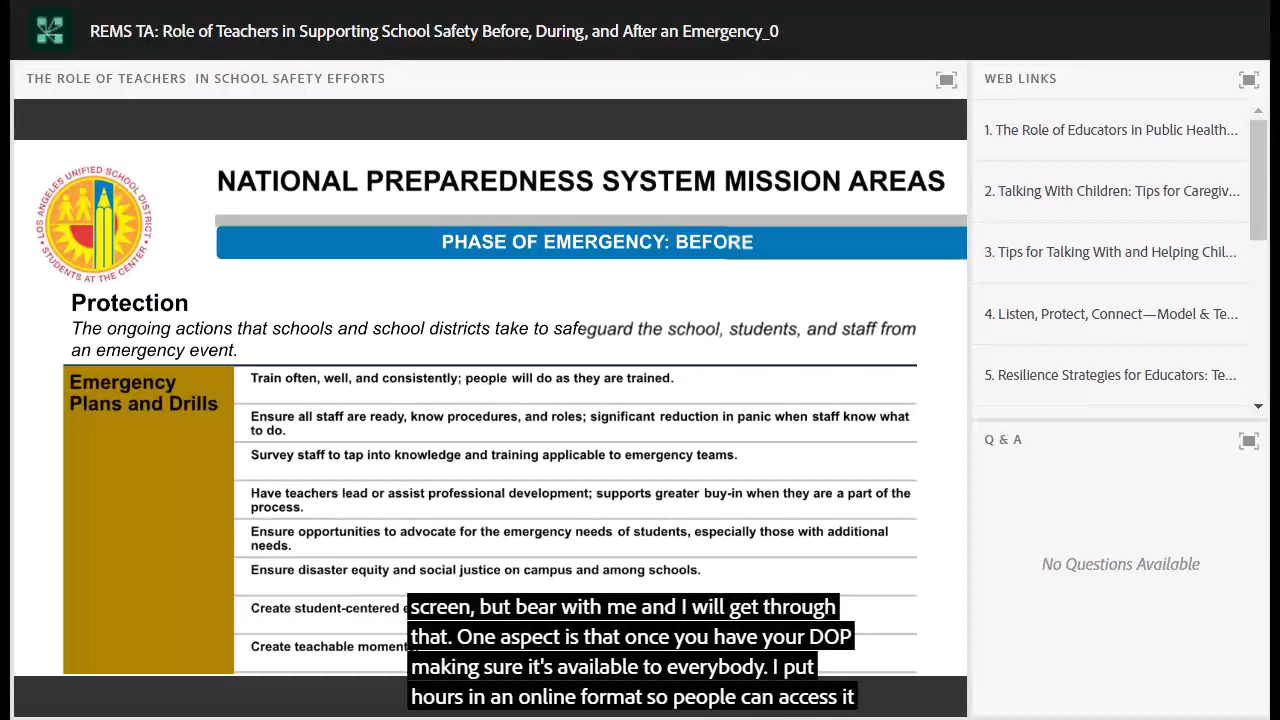 REMS TA: Role of Teachers in Supporting School Safety Before, During, and After an Emergency_0
THE ROLE OF TEACHERS IN SCHOOL SAFETY EFFORTS
LOS ANGELES UNIFIED SCHOOL DISTRICT
STUDENTS AT THE CENTER
NATIONAL PREPAREDNESS SYSTEM MISSION AREAS
PHASE OF EMERGENCY: BEFORE
Protection
The ongoing actions that schools and school districts take to safeguard the school, students, and staff from
an emergency event.
Emergency
Plans and Drills
Train often, well, and consistently; people will do as they are trained.
Ensure all staff are ready, know procedures, and roles; significant reduction in panic when staff know what
to do.
Survey staff to tap into knowledge and training applicable to emergency teams.
Have teachers lead or assist professional development; supports greater buy-in when they are a part of the
process.
Ensure opportunities to advocate for the emergency needs of students, especially those with additional
needs.
Ensure disaster equity and social justice on campus and among schools.
Create student-centered
Create teachable
screen, but bear with me and I will get through
that. One aspect is that once you have your DOP
making sure it's available to everybody. I put
hours in an online format so people can access it
WEB LINKS
1. The Role of Educators in Public Health...
2. Talking With Children: Tips for Caregiv...
3. Tips for Talking With and Helping Chil...
4. Listen, Protect, Connect—Model & Te...
5. Resilience Strategies for Educators: Te...
Q & A
No Questions Available